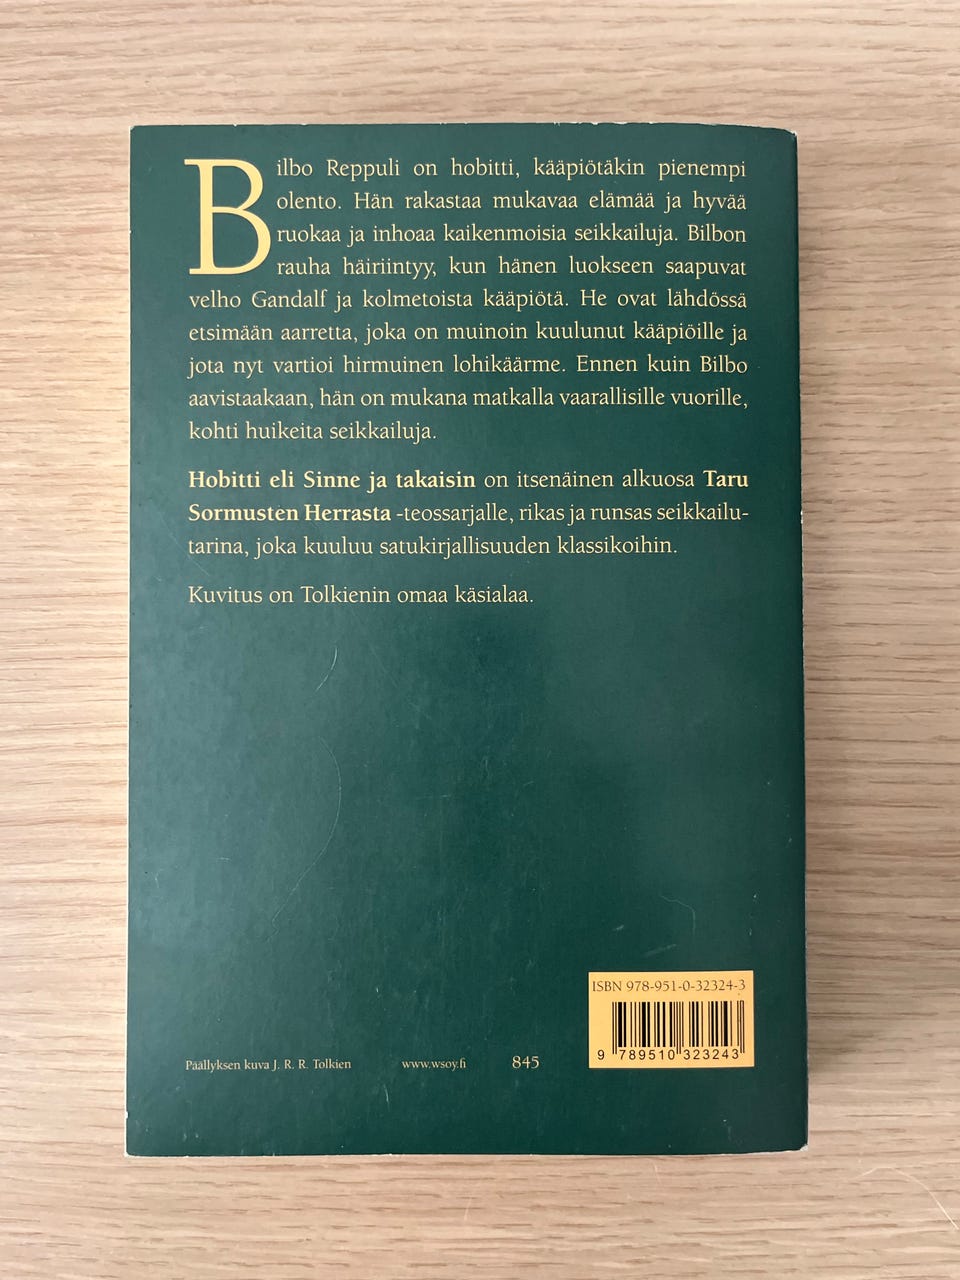 Bilbo Reppuli on hobitti, kääpiötäkin pienempi
olento. Hän rakastaa mukavaa elämää ja hyvää
ruokaa ja inhoaa kaikenmoisia seikkailuja. Bilbon
rauha häiriintyy, kun hänen luokseen saapuvat
velho Gandalf ja kolmetoista kääpiötä. He ovat lähdössä
etsimään aarretta, joka on muinoin kuulunut kääpiöille ja
jota nyt vartioi hirmuinen lohikäärme. Ennen kuin Bilbo
aavistaakaan, hän on mukana matkalla vaarallisille vuorille,
kohti huikeita seikkailuja.
Hobitti eli Sinne ja takaisin on itsenäinen alkuosa Taru
Sormusten Herrasta -teossarjalle, rikas ja runsas seikkailu-
tarina, joka kuuluu satukirjallisuuden klassikoihin.
Kuvitus on Tolkienin omaa käsialaa.
ISBN 978-951-0-32324-3
9 789510 323243
Päällyksen kuva J. R. R. Tolkien www.wsoy.fi 845